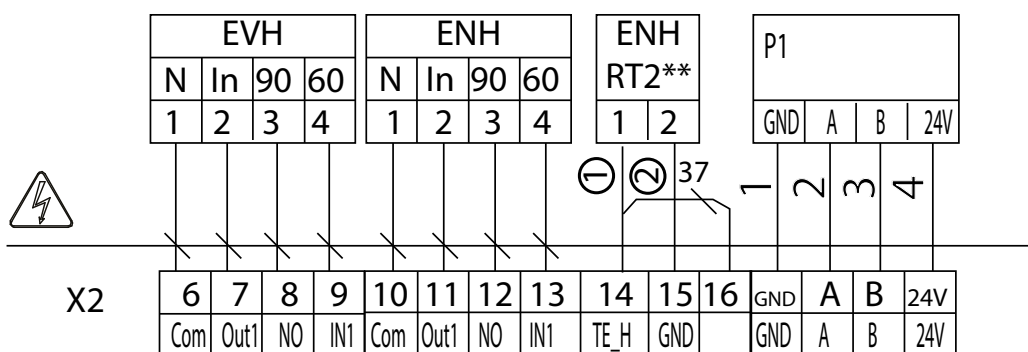 EVH ENH ENH P1
N In 90 60 N In 90 60 RT2**
1 2 3 4 1 2 3 4 1 2 GND A B 24V
1 2 37 1 2 3 4
X2 6 7 8 9 10 11 12 13 14 15 16 GND A B 24V
Com Out1 NO IN1 Com Out1 NO IN1 TE_H GND GND A B 24V